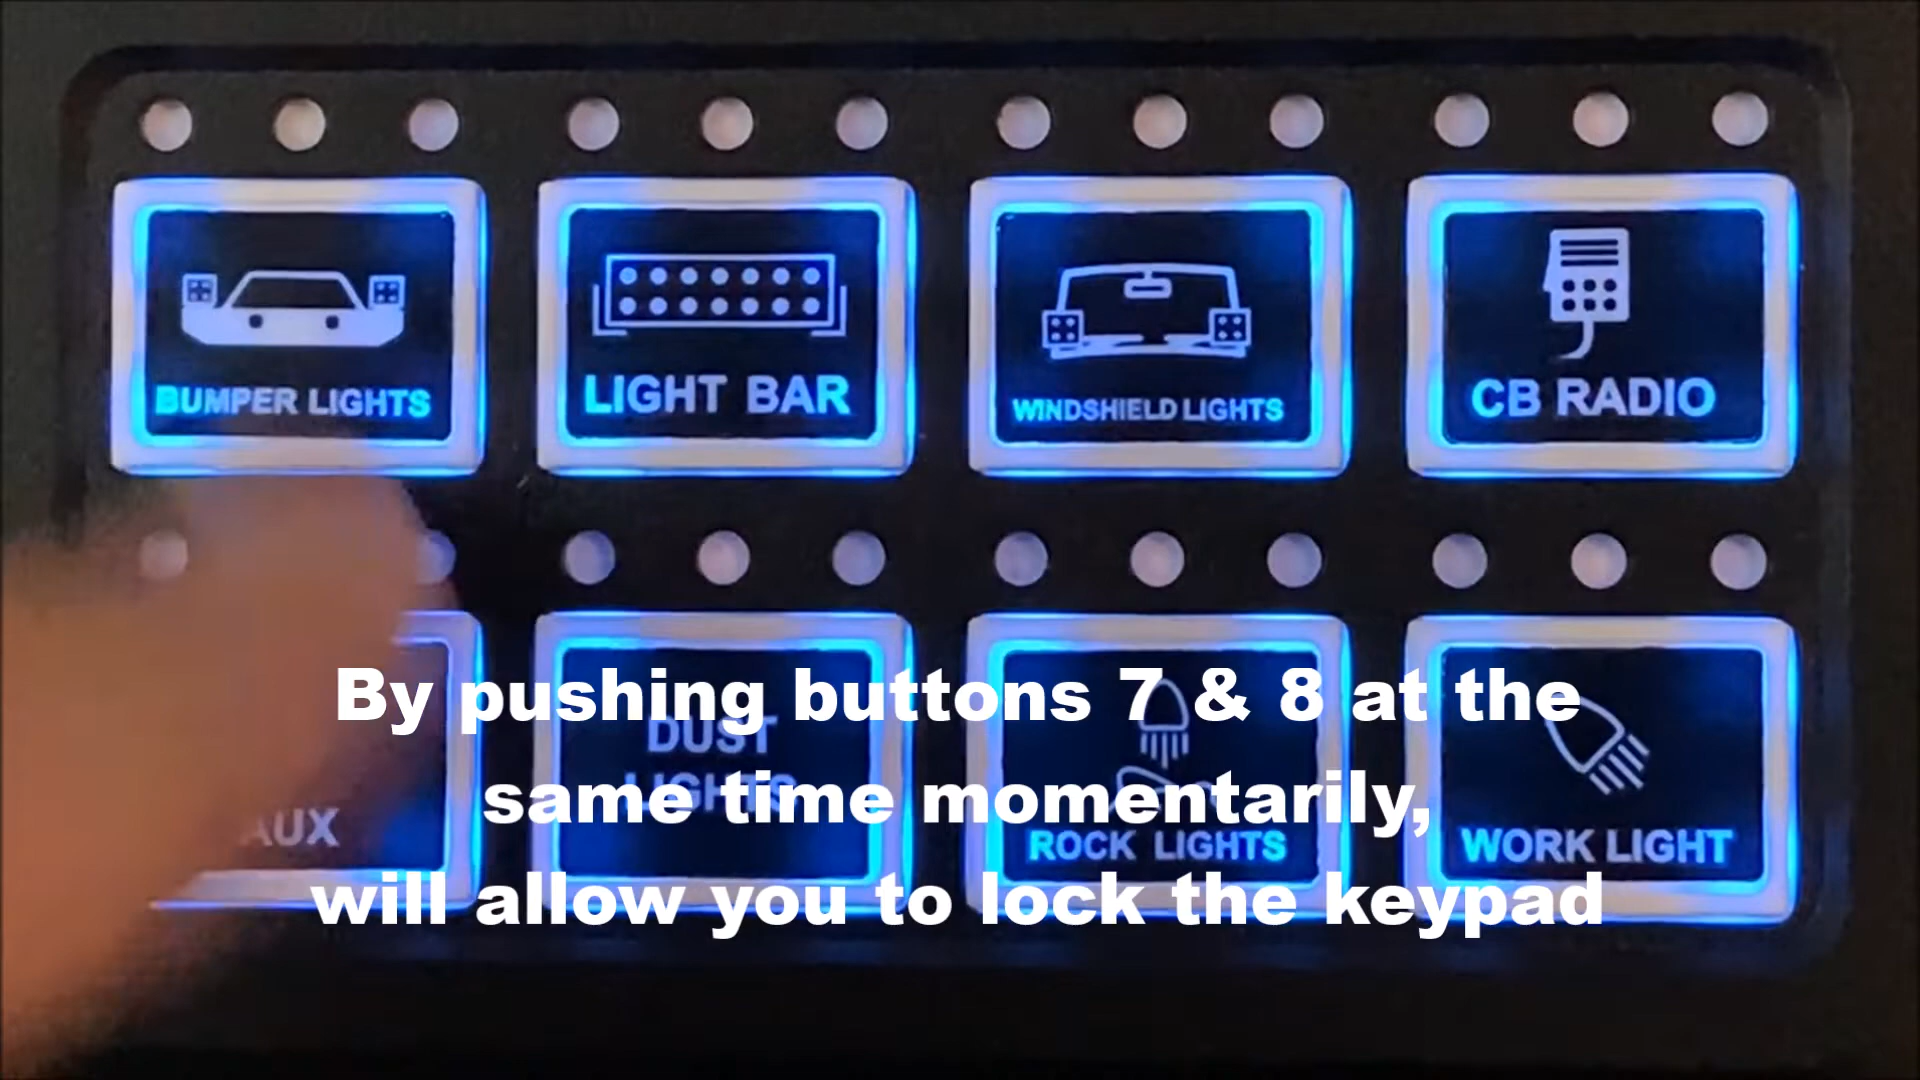 BUMPER LIGHTS
LIGHT BAR
WINDSHIELD LIGHTS
CB RADIO
AUX
DUST
LIGHTS
ROCK LIGHTS
WORK LIGHT
By pushing buttons 7 & 8 at the
same time momentarily,
will allow you to lock the keypad